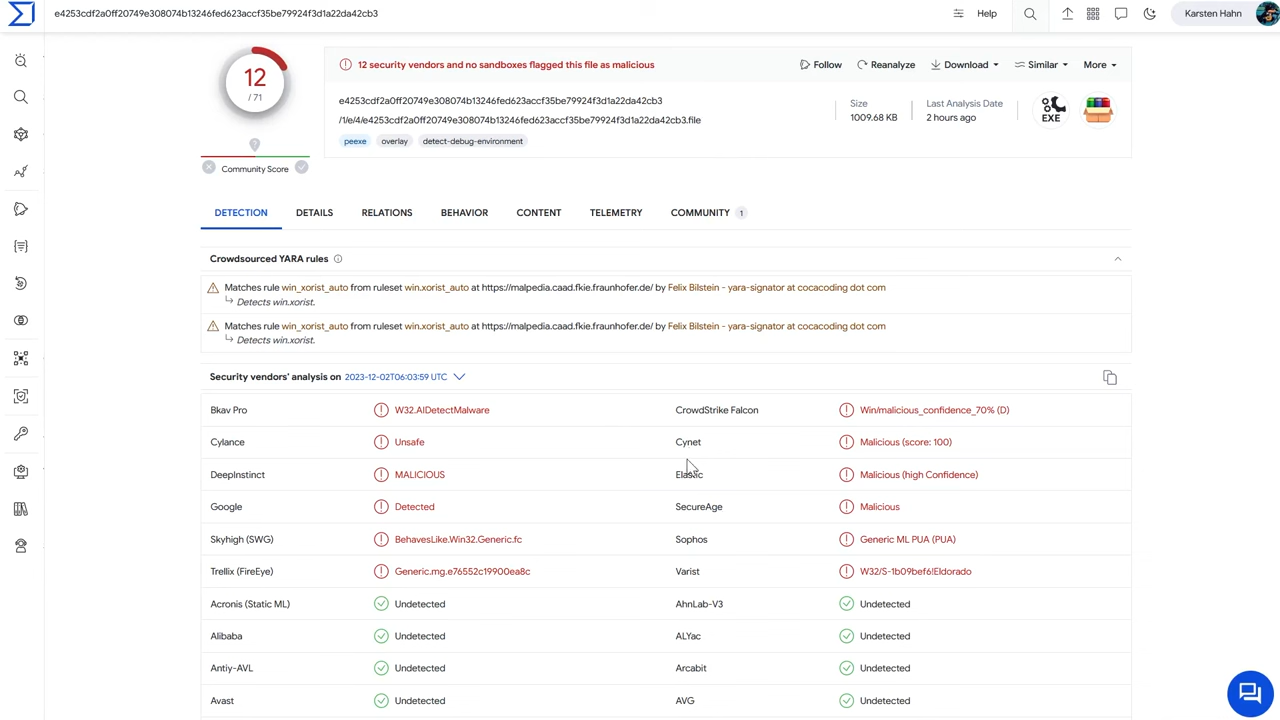 e4253cdf2a0ff20749e308074b13246fed623accf35be79924f3d1a22da42cb3
Help
Karsten Hahn
12
/ 71
Community Score
12 security vendors and no sandboxes flagged this file as malicious
Follow
Reanalyze
Download
Similar
More
e4253cdf2a0ff20749e308074b13246fed623accf35be79924f3d1a22da42cb3
/1/e/4/e4253cdf2a0ff20749e308074b13246fed623accf35be79924f3d1a22da42cb3.file
peexe
overlay
detect-debug-environment
Size
1009.68 KB
Last Analysis Date
2 hours ago
EXE
DETECTION
DETAILS
RELATIONS
BEHAVIOR
CONTENT
TELEMETRY
COMMUNITY 1
Crowdsourced YARA rules
Matches rule win_xorist_auto from ruleset win.xorist_auto at https://malpedia.caad.fkie.fraunhofer.de/ by Felix Bilstein - yara-signator at cocacoding dot com
Detects win.xorist.
Matches rule win_xorist_auto from ruleset win.xorist_auto at https://malpedia.caad.fkie.fraunhofer.de/ by Felix Bilstein - yara-signator at cocacoding dot com
Detects win.xorist.
Security vendors' analysis on 2023-12-02T06:03:59 UTC
Bkav Pro W32.AIDetectMalware CrowdStrike Falcon Win/malicious_confidence_70% (D)
Cylance Unsafe Cynet Malicious (score: 100)
DeepInstinct MALICIOUS Elastic Malicious (high Confidence)
Google Detected SecureAge Malicious
Skyhigh (SWG) BehavesLike.Win32.Generic.fc Sophos Generic ML PUA (PUA)
Trellix (FireEye) Generic.mg.e76552c19900ea8c Varist W32/S-1b09bef6!Eldorado
Acronis (Static ML) Undetected AhnLab-V3 Undetected
Alibaba Undetected ALYac Undetected
Antiy-AVL Undetected Arcabit Undetected
Avast Undetected AVG Undetected